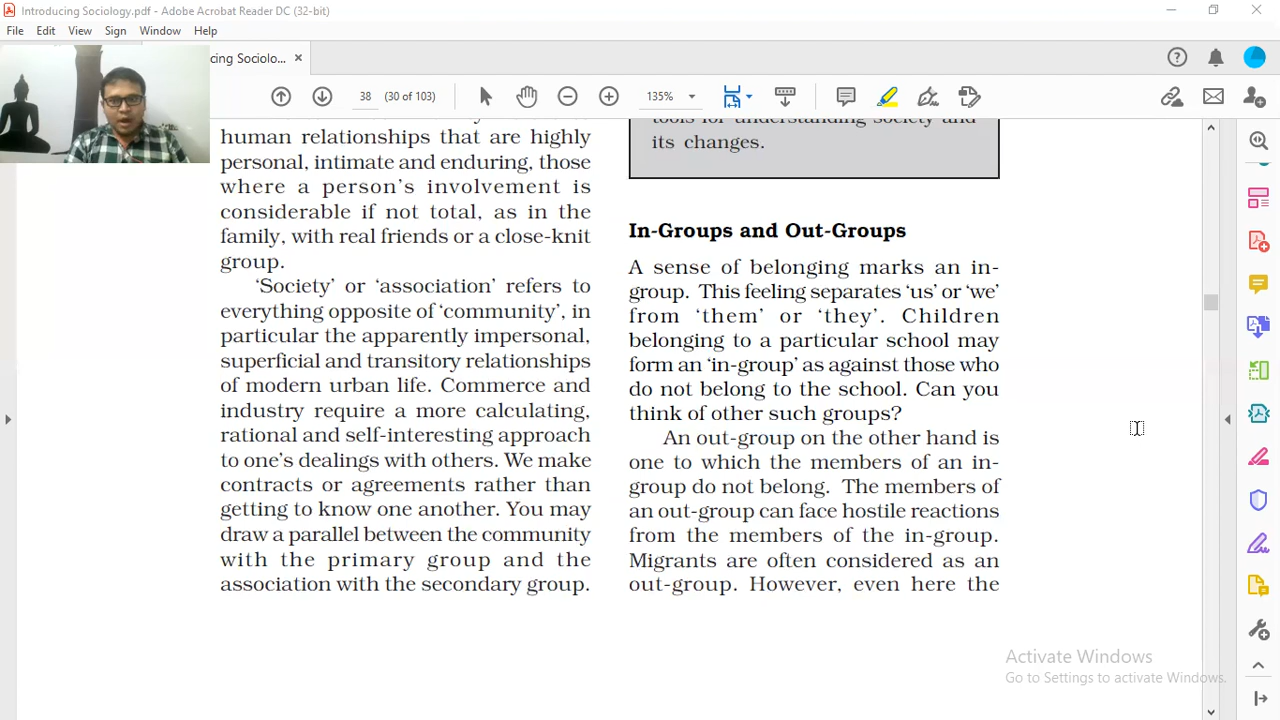 Introducing Sociology.pdf - Adobe Acrobat Reader DC (32-bit)
File Edit View Sign Window Help
cing Sociolo... ×
38 (30 of 103) 135%
human relationships that are highly
personal, intimate and enduring, those
where a person's involvement is
considerable if not total, as in the
family, with real friends or a close-knit
group.
'Society' or 'association' refers to
everything opposite of 'community', in
particular the apparently impersonal,
superficial and transitory relationships
of modern urban life. Commerce and
industry require a more calculating,
rational and self-interesting approach
to one's dealings with others. We make
contracts or agreements rather than
getting to know one another. You may
draw a parallel between the community
with the primary group and the
association with the secondary group.
tools for understanding society and
its changes.
In-Groups and Out-Groups
A sense of belonging marks an in-
group. This feeling separates 'us' or 'we'
from 'them' or 'they'. Children
belonging to a particular school may
form an 'in-group' as against those who
do not belong to the school. Can you
think of other such groups?
An out-group on the other hand is
one to which the members of an in-
group do not belong. The members of
an out-group can face hostile reactions
from the members of the in-group.
Migrants are often considered as an
out-group. However, even here the
Activate Windows
Go to Settings to activate Windows.